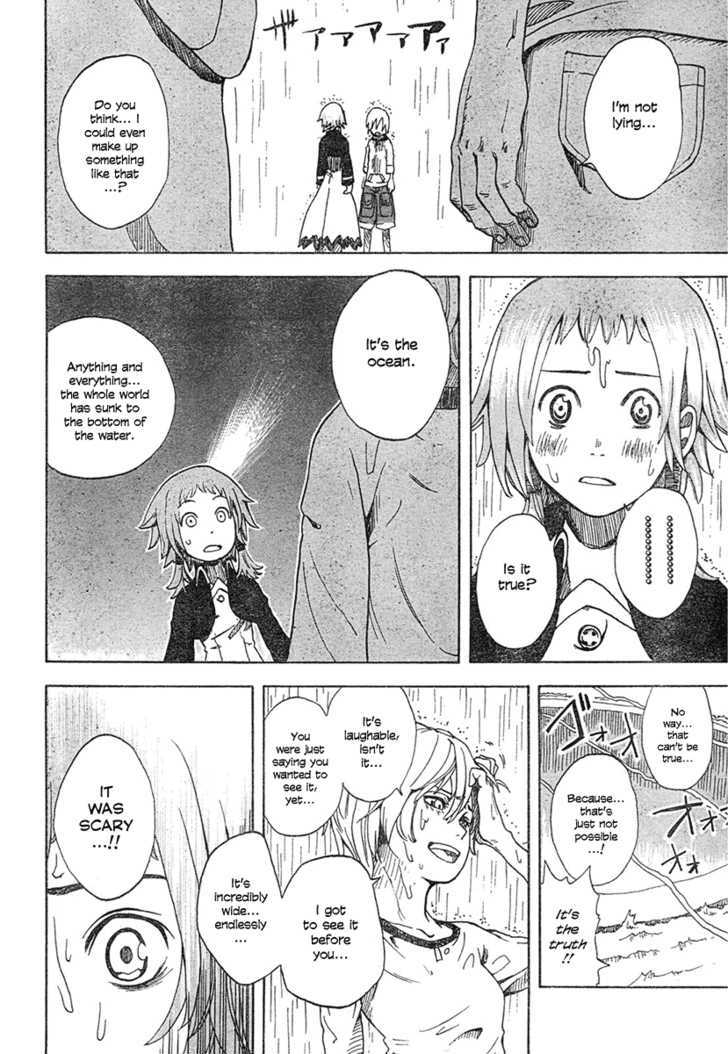 I'm not
lying...
ザァァァァァ
Do you
think... I
could even
make up
something
like that
...?
Is it
true?
It's the
ocean.
Anything and
everything...
the whole world
has sunk to
the bottom of
the water.
No
way...
that
can't be
true...
Because...
that's
just not
possible
...!
It's
the
truth
!!
It's
laughable,
isn't
it...
You
were just
saying you
wanted to
see it,
yet...
I got
to see it
before
you...
It's
incredibly
wide...
endlessly
...
IT
WAS
SCARY
...!!